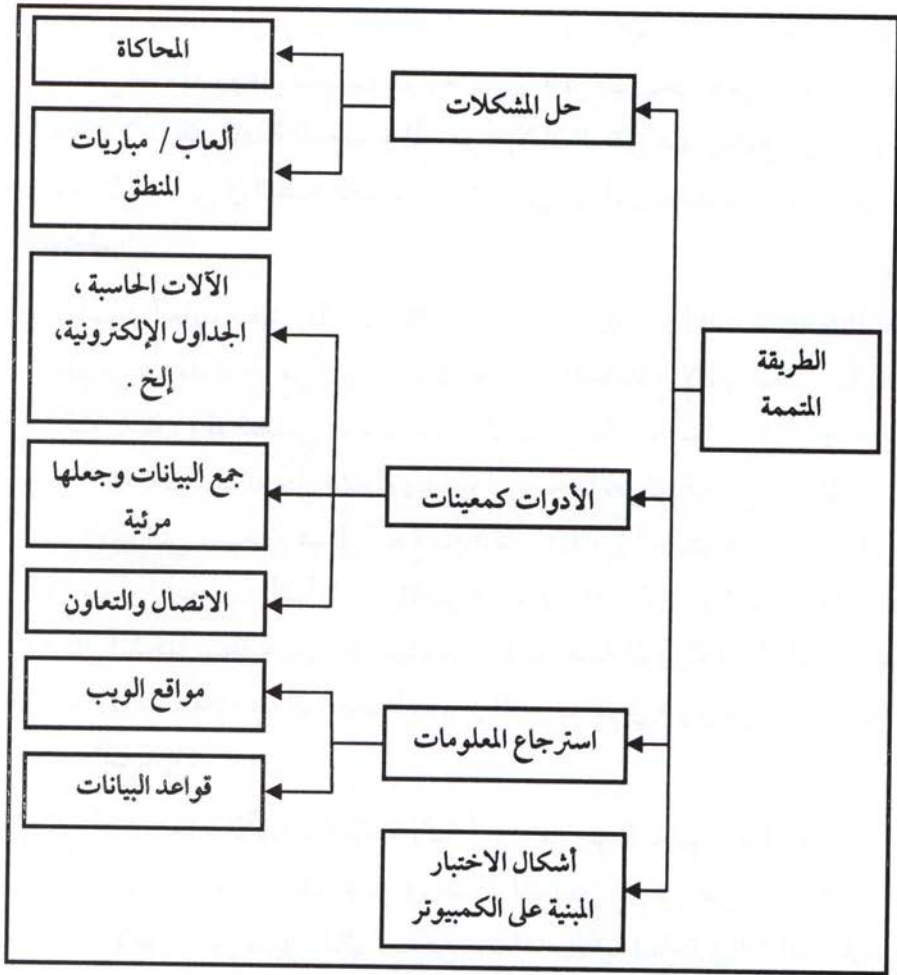 الطريقة
المتممة
حل المشكلات
المحاكاة
ألعاب / مباريات
المنطق
الأدوات كمعينات
الآلات الحاسبة ،
الجداول الإلكترونية،
إلخ .
جمع البيانات وجعلها
مرئية
الاتصال والتعاون
استرجاع المعلومات
مواقع الويب
قواعد البيانات
أشكال الاختبار
المبنية على الكمبيوتر